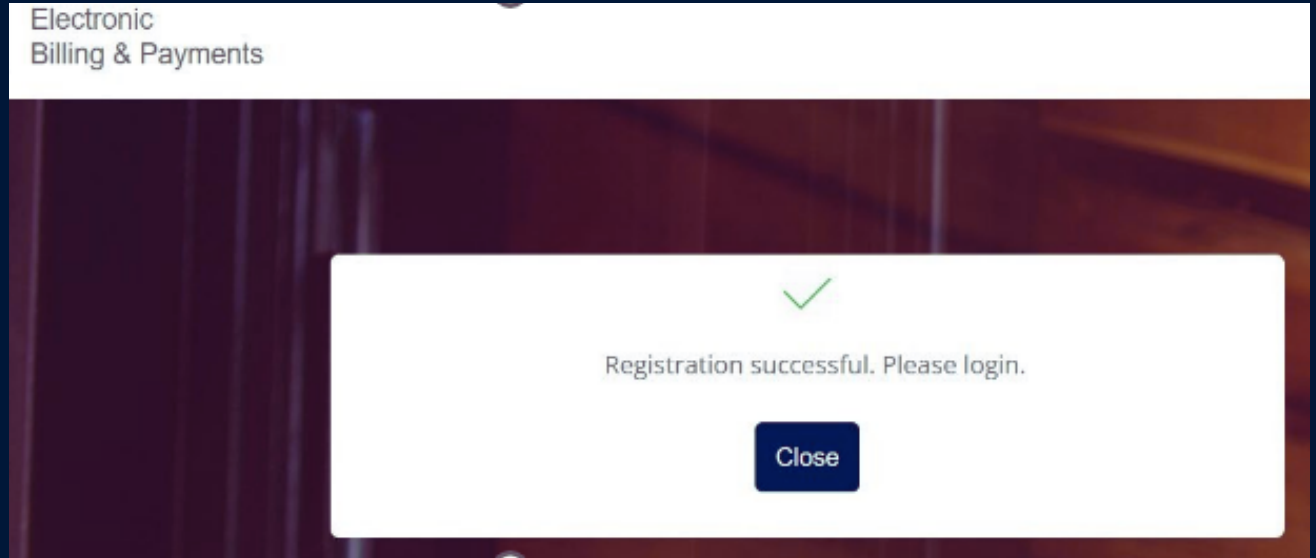 Electronic
Billing & Payments
Registration successful. Please login.
Close